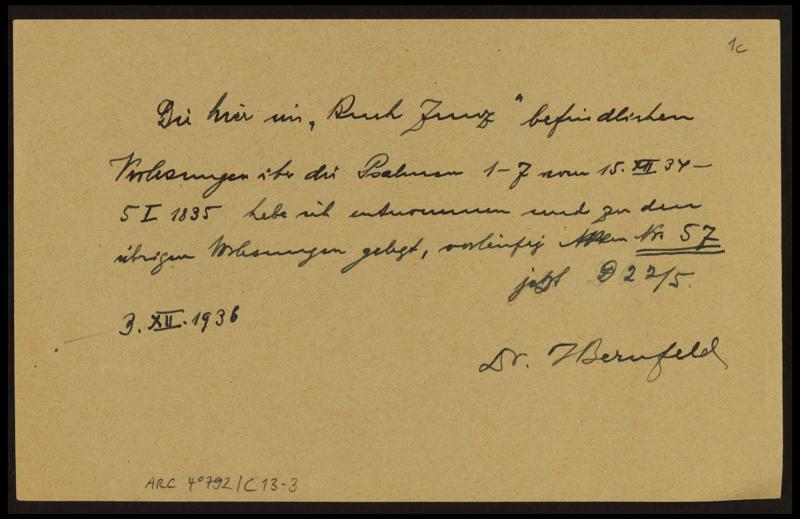 1c
Die hier im „Buch Zunz“ befindlichen
Vorlesungen über die Psalmen 1-7 vom 15. XII 34-
5 I 1835 habe ich entnommen und zu den
übrigen Vorlesungen gelegt, vorläufig Nr. 57
jetzt D 22/5.
3. XII. 1936
Dr. I Bernfeld
ARC 4° 792/C 13-3